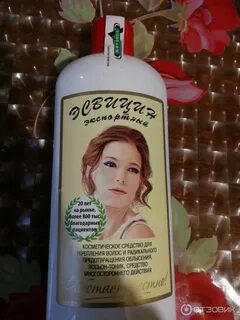 ЭСВИЦИН
экспортный
20 лет
на рынке,
более 800 тыс.
благодарных
пациентов
КОСМЕТИЧЕСКОЕ СРЕДСТВО ДЛЯ
УКРЕПЛЕНИЯ ВОЛОС И РАДИКАЛЬНОГО
ПРЕДОТВРАЩЕНИЯ ОБЛЫСЕНИЯ,
ЛОСЬОН-ТОНИК, СРЕДСТВО
МНОГОСТОРОННЕГО ДЕЙСТВИЯ
ОТЗОВИК